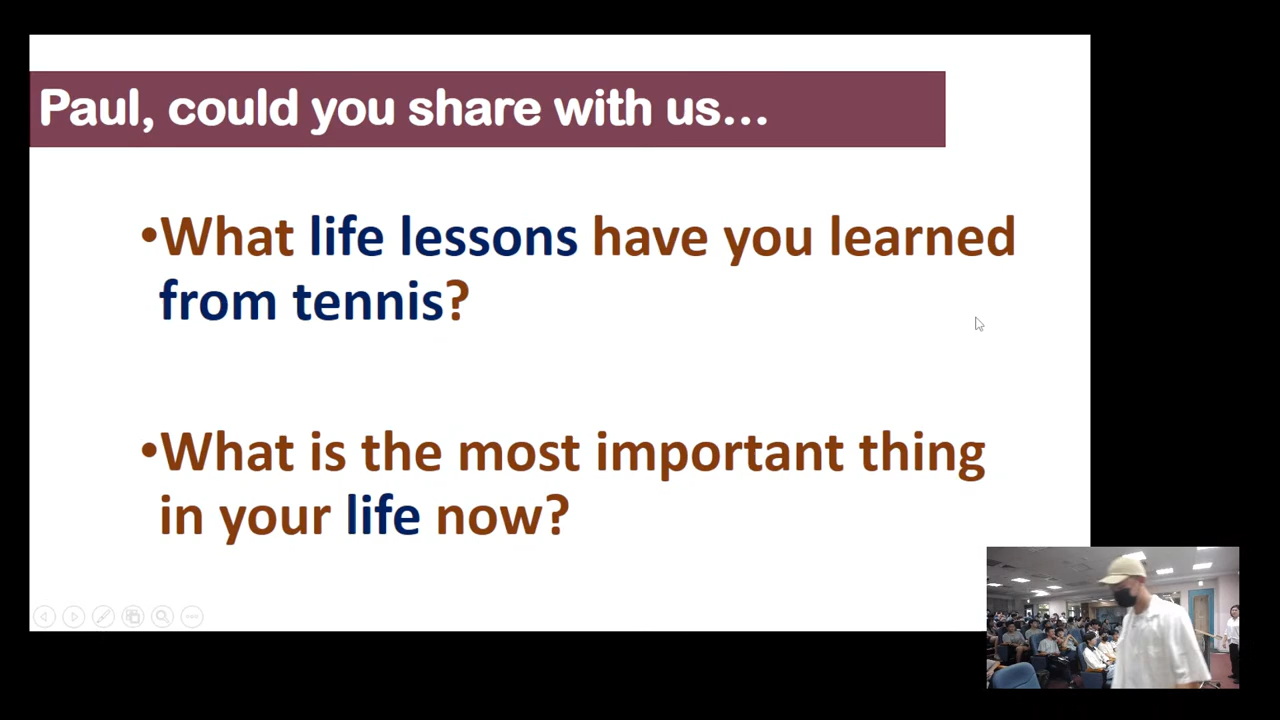 Paul, could you share with us...
•What life lessons have you learned
from tennis?
•What is the most important thing
in your life now?